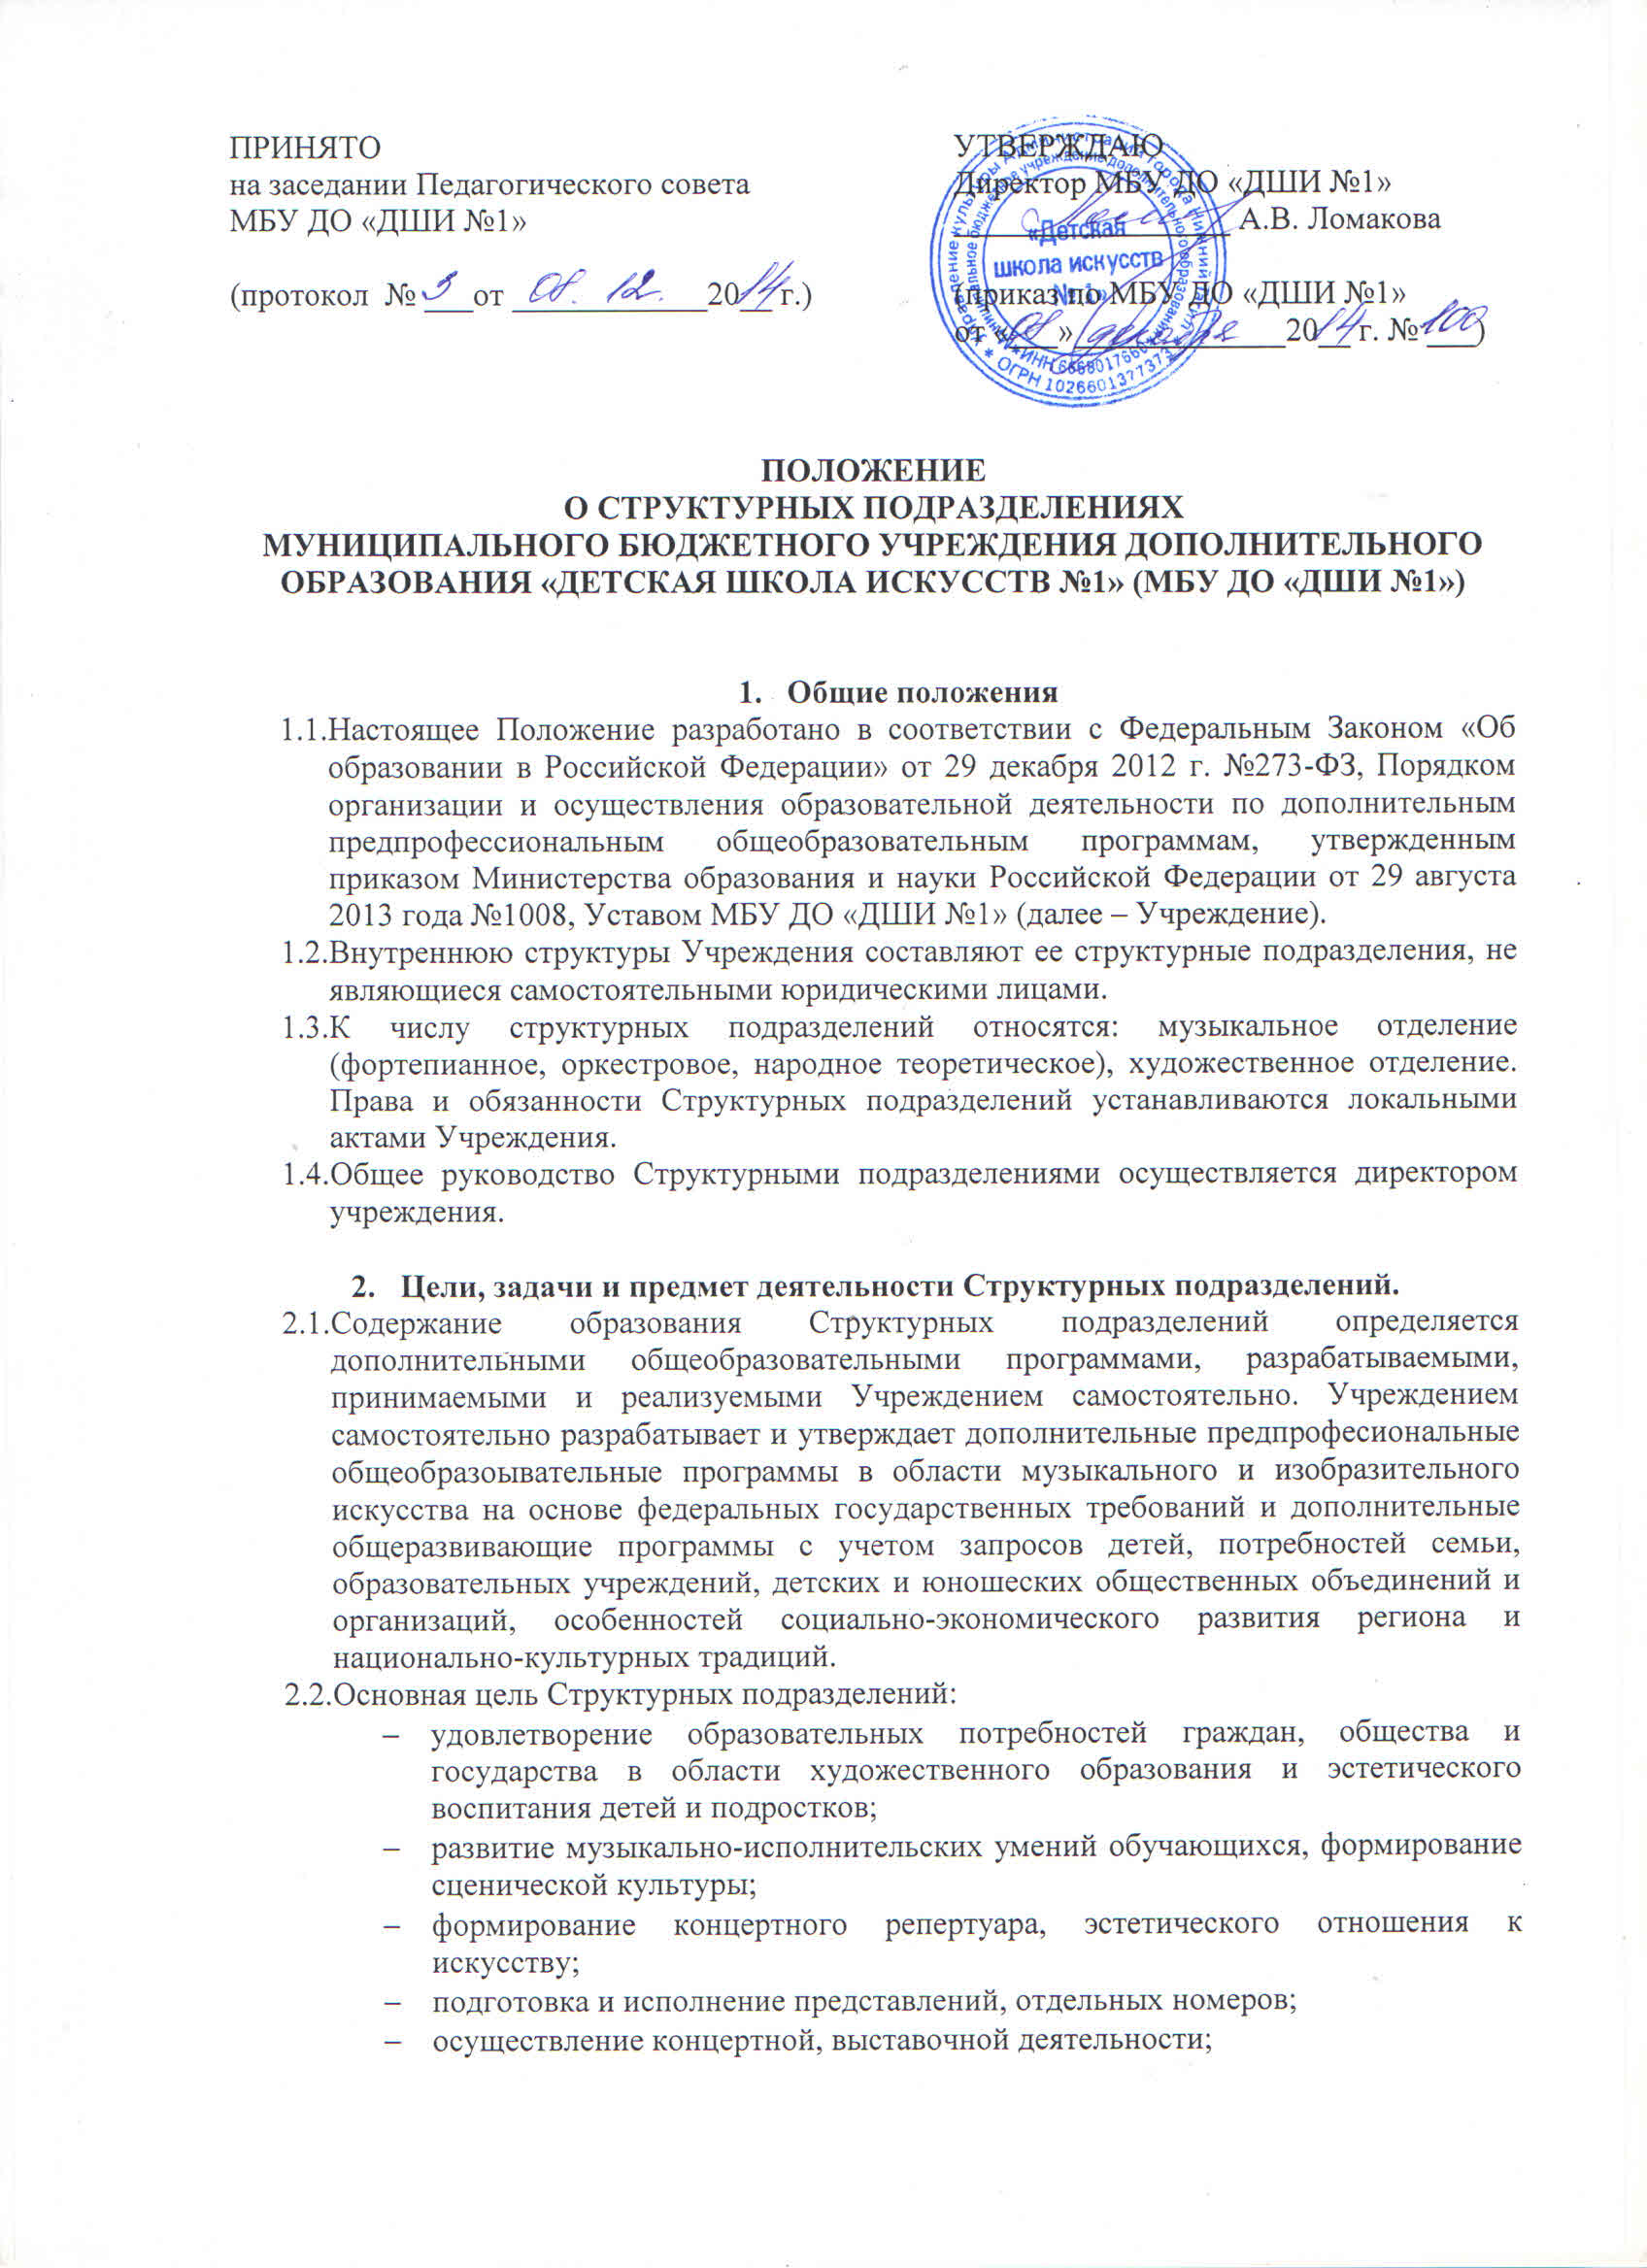 ПРИНЯТО
на заседании Педагогического совета
МБУ ДО «ДШИ №1»
(протокол № 3 от 08. 12. 2014 г.)
УТВЕРЖДАЮ
Директор МБУ ДО «ДШИ №1»
А.В. Ломакова
(приказ по МБУ ДО «ДШИ №1»
от «08» декабря 2014 г. № 100)
«Детская
школа искусств
№ 1»
ИНН 6668017660
ОГРН 1026601377373
ПОЛОЖЕНИЕ
О СТРУКТУРНЫХ ПОДРАЗДЕЛЕНИЯХ
МУНИЦИПАЛЬНОГО БЮДЖЕТНОГО УЧРЕЖДЕНИЯ ДОПОЛНИТЕЛЬНОГО
ОБРАЗОВАНИЯ «ДЕТСКАЯ ШКОЛА ИСКУССТВ №1» (МБУ ДО «ДШИ №1»)
1. Общие положения
1.1.Настоящее Положение разработано в соответствии с Федеральным Законом «Об
образовании в Российской Федерации» от 29 декабря 2012 г. №273-ФЗ, Порядком
организации и осуществления образовательной деятельности по дополнительным
предпрофессиональным общеобразовательным программам, утвержденным
приказом Министерства образования и науки Российской Федерации от 29 августа
2013 года №1008, Уставом МБУ ДО «ДШИ №1» (далее – Учреждение).
1.2.Внутреннюю структуры Учреждения составляют ее структурные подразделения, не
являющиеся самостоятельными юридическими лицами.
1.3.К числу структурных подразделений относятся: музыкальное отделение
(фортепианное, оркестровое, народное теоретическое), художественное отделение.
Права и обязанности Структурных подразделений устанавливаются локальными
актами Учреждения.
1.4.Общее руководство Структурными подразделениями осуществляется директором
учреждения.
2. Цели, задачи и предмет деятельности Структурных подразделений.
2.1.Содержание образования Структурных подразделений определяется
дополнительными общеобразовательными программами, разрабатываемыми,
принимаемыми и реализуемыми Учреждением самостоятельно. Учреждением
самостоятельно разрабатывает и утверждает дополнительные предпрофесиональные
общеобразоывательные программы в области музыкального и изобразительного
искусства на основе федеральных государственных требований и дополнительные
общеразвивающие программы с учетом запросов детей, потребностей семьи,
образовательных учреждений, детских и юношеских общественных объединений и
организаций, особенностей социально-экономического развития региона и
национально-культурных традиций.
2.2.Основная цель Структурных подразделений:
– удовлетворение образовательных потребностей граждан, общества и
государства в области художественного образования и эстетического
воспитания детей и подростков;
– развитие музыкально-исполнительских умений обучающихся, формирование
сценической культуры;
– формирование концертного репертуара, эстетического отношения к
искусству;
– подготовка и исполнение представлений, отдельных номеров;
– осуществление концертной, выставочной деятельности;